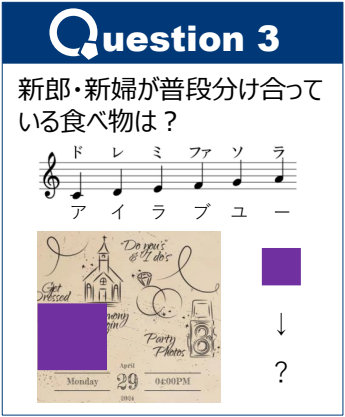 Question 3
新郎・新婦が普段分け合って
いる食べ物は？
ド レ ミ ファ ソ ラ
ア イ ラ ブ ユ ー
Do you's
& I do's
Get
Dressed
Party
Photos
April
Monday 29 04:00PM
2024
↓
？